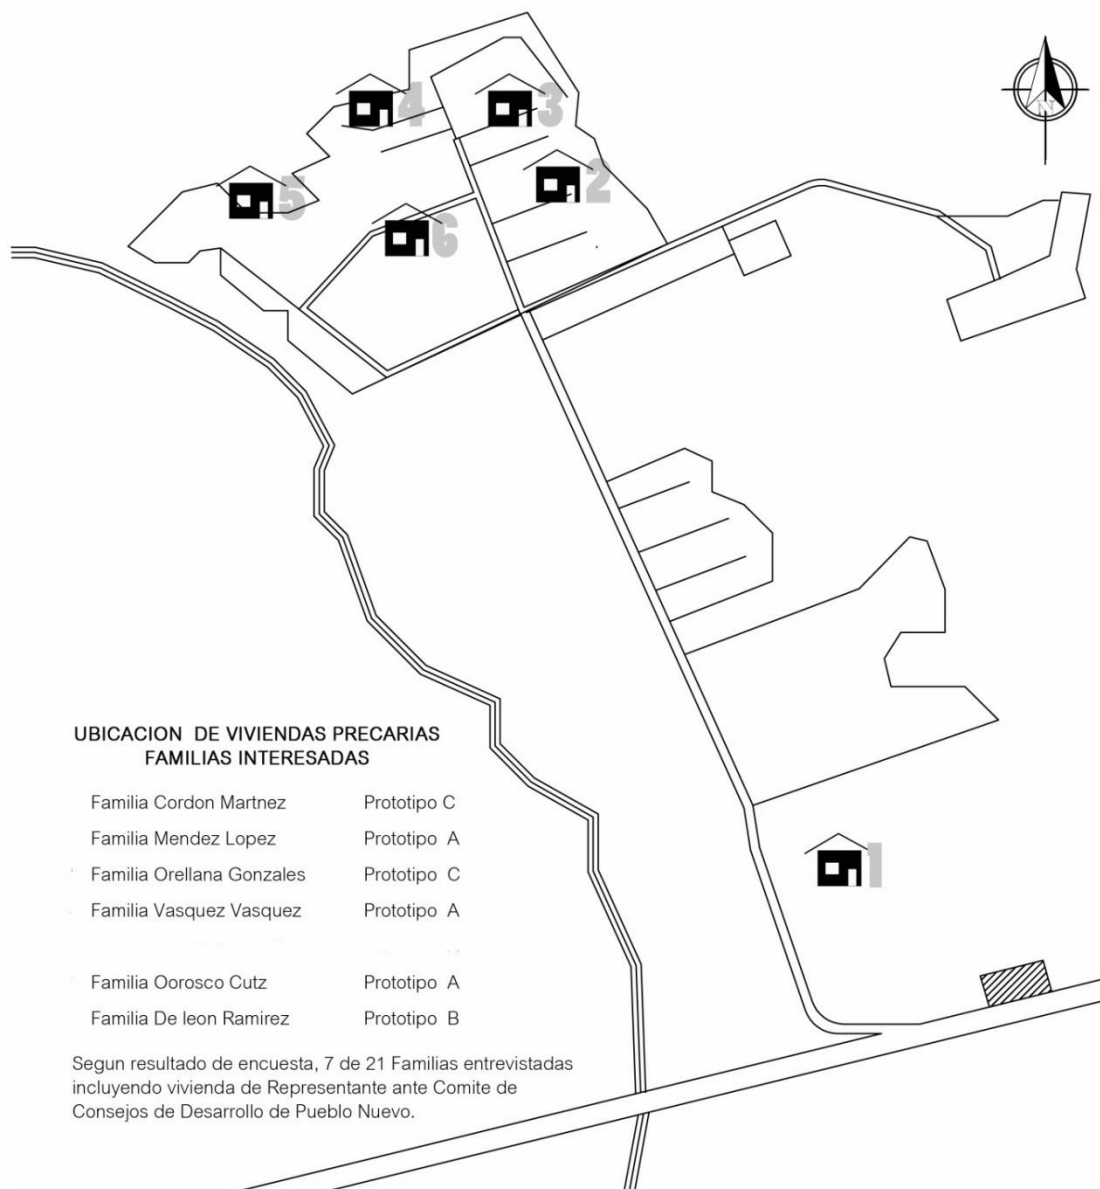 N
4
3
2
5
6
1
UBICACION DE VIVIENDAS PRECARIAS
FAMILIAS INTERESADAS
Familia Cordon Martnez Prototipo C
Familia Mendez Lopez Prototipo A
Familia Orellana Gonzales Prototipo C
Familia Vasquez Vasquez Prototipo A
Familia Oorosco Cutz Prototipo A
Familia De leon Ramirez Prototipo B
Segun resultado de encuesta, 7 de 21 Familias entrevistadas
incluyendo vivienda de Representante ante Comite de
Consejos de Desarrollo de Pueblo Nuevo.